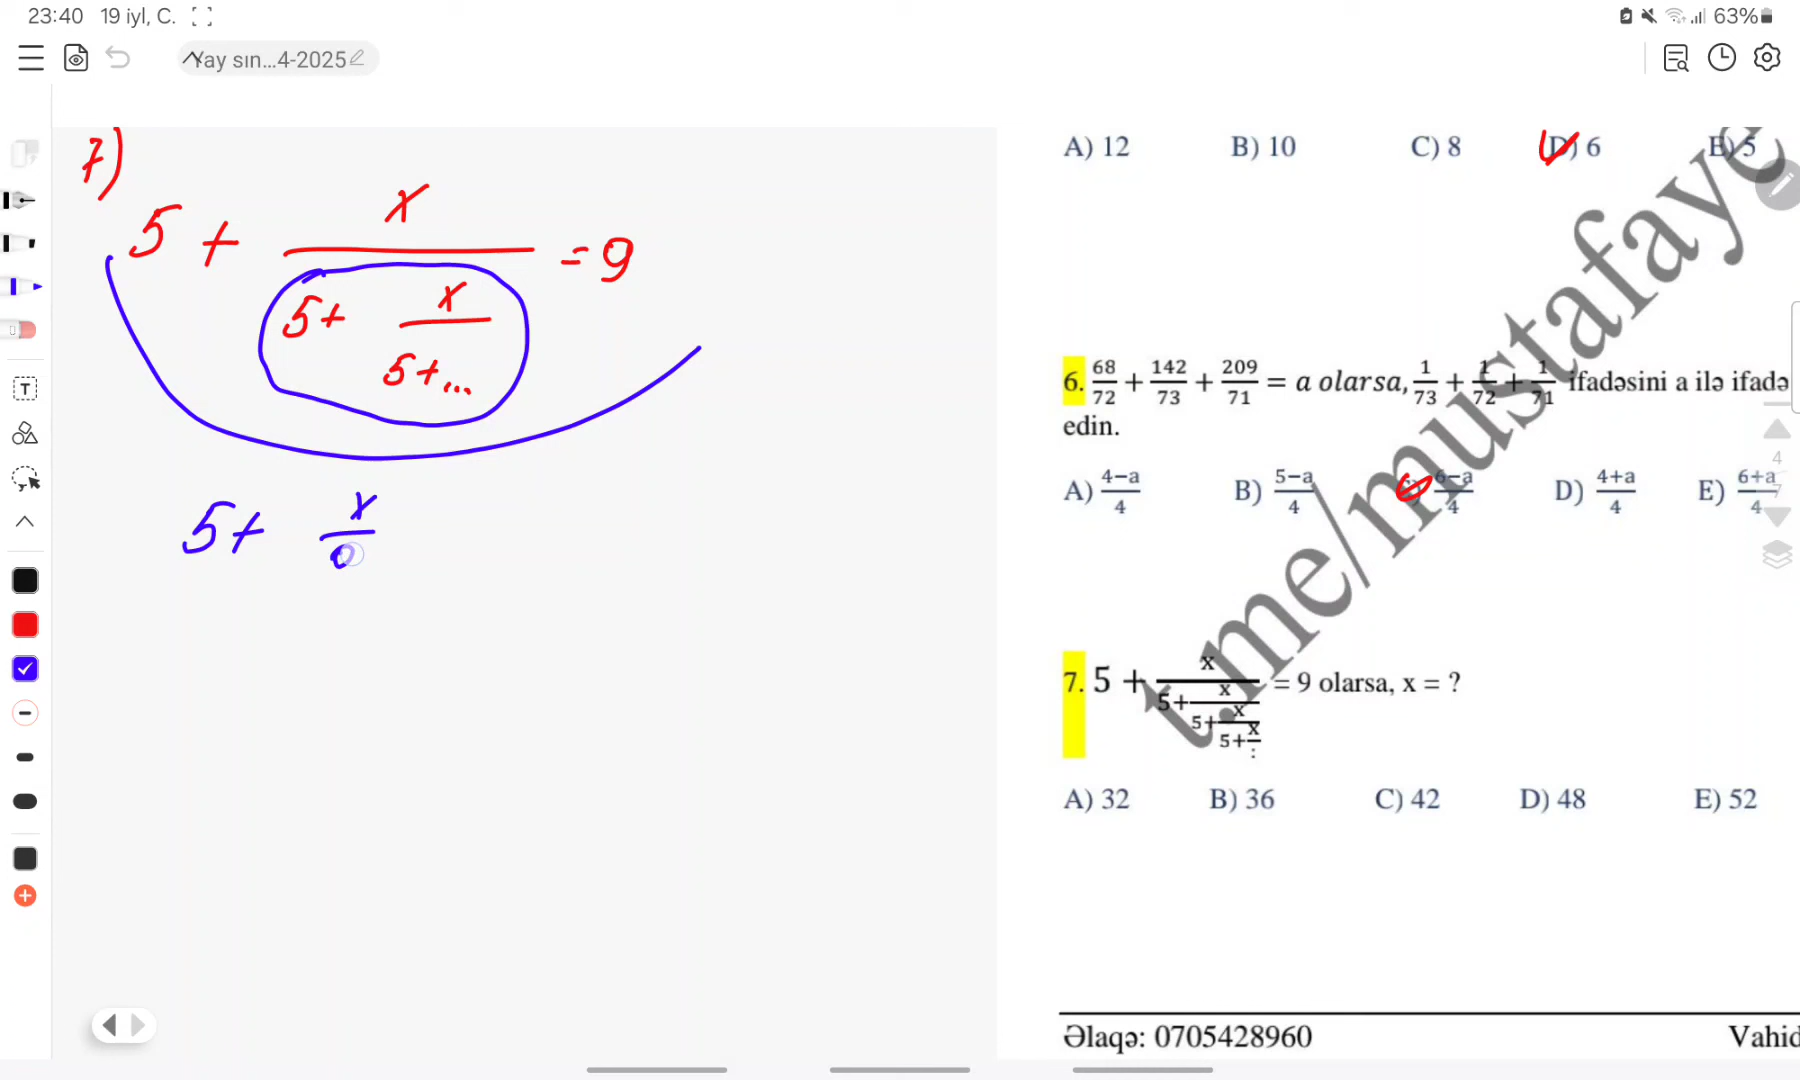 23:40 19 iyl, C. 63%
Yay sın...4-2025
7)
5 + x/(5+ x/(5+...)) = 9
5+ x/
A) 12 B) 10 C) 8 D) 6 E) 5
6. 68/72 + 142/73 + 209/71 = a olarsa, 1/73 + 1/72 + 1/71 ifadəsini a ilə ifadə
edin.
A) 4−a/4 B) 5−a/4 C) 6−a/4 D) 4+a/4 E) 6+a/4
7. 5 + x/(5+ x/(5+ x/(5+ x/⋮))) = 9 olarsa, x = ?
A) 32 B) 36 C) 42 D) 48 E) 52
t.me/mustafaye
4
7
Əlaqə: 0705428960 Vahid